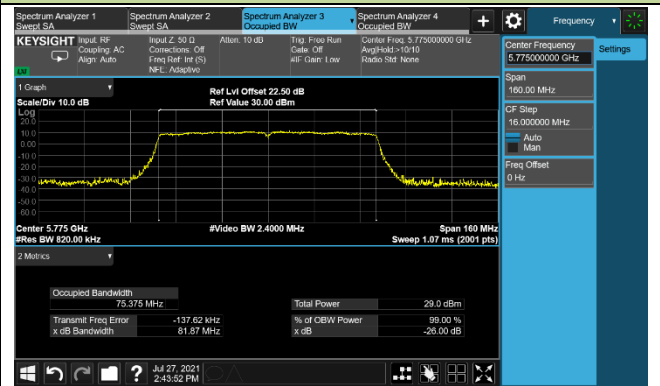 Spectrum Analyzer 1 Swept SA
Spectrum Analyzer 2 Swept SA
Spectrum Analyzer 3 Occupied BW
Spectrum Analyzer 4 Occupied BW
+
Frequency
KEYSIGHT
Input: RF
Coupling: AC
Align: Auto
Input Z: 50 Ω
Corrections: Off
Freq Ref: Int (S)
NFE: Adaptive
Atten: 10 dB
Trig: Free Run
Gate: Off
#IF Gain: Low
Center Freq: 5.775000000 GHz
Avg|Hold:>10/10
Radio Std: None
LXI
Center Frequency
5.775000000 GHz
Settings
Span
160.00 MHz
CF Step
16.000000 MHz
Auto
Man
Freq Offset
0 Hz
1 Graph
Scale/Div 10.0 dB
Ref Lvl Offset 22.50 dB
Ref Value 30.00 dBm
Log
20.0
10.0
0.00
-10.0
-20.0
-30.0
-40.0
-50.0
-60.0
Center 5.775 GHz
#Video BW 2.4000 MHz
Span 160 MHz
#Res BW 820.00 kHz
Sweep 1.07 ms (2001 pts)
2 Metrics
Occupied Bandwidth
75.375 MHz
Total Power 29.0 dBm
Transmit Freq Error -137.62 kHz
% of OBW Power 99.00 %
x dB Bandwidth 81.87 MHz
x dB -26.00 dB
?
Jul 27, 2021
2:43:52 PM